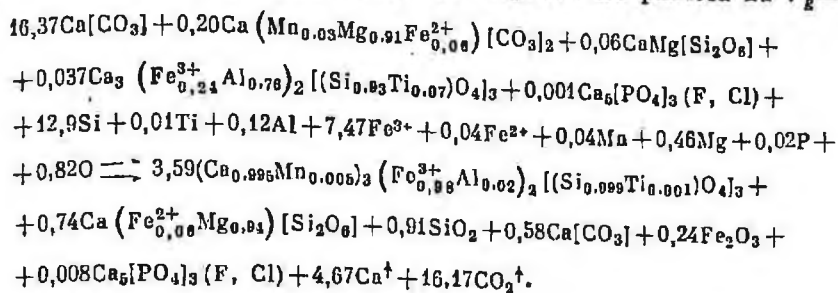 16,37Ca[CO₃] + 0,20Ca (Mn₀.₀₃Mg₀.₉₁Fe²⁺₀,₀₆) [CO₃]₂ + 0,06CaMg[Si₂O₆] +
+ 0,037Ca₃ (Fe³⁺₀.₂₄Al₀.₇₆)₂ [(Si₀.₉₃Ti₀.₀₇)O₄]₃ + 0,001Ca₅[PO₄]₃ (F, Cl) +
+ 12,9Si + 0,01Ti + 0,12Al + 7,47Fe³⁺ + 0,04Fe²⁺ + 0,04Mn + 0,46Mg + 0,02P +
+ 0,82O ⇌ 3,59(Ca₀.₉₉₅Mn₀.₀₀₅)₃ (Fe³⁺₀,₉₈Al₀.₀₂)₂ [(Si₀.₀₉₉Ti₀.₀₀₁)O₄]₃ +
+ 0,74Ca (Fe²⁺₀,₀₆Mg₀.₉₄) [Si₂O₆] + 0,91SiO₂ + 0,58Ca[CO₃] + 0,24Fe₂O₃ +
+ 0,008Ca₅[PO₄]₃ (F, Cl) + 4,67Ca↑ + 16,17CO₂↑.